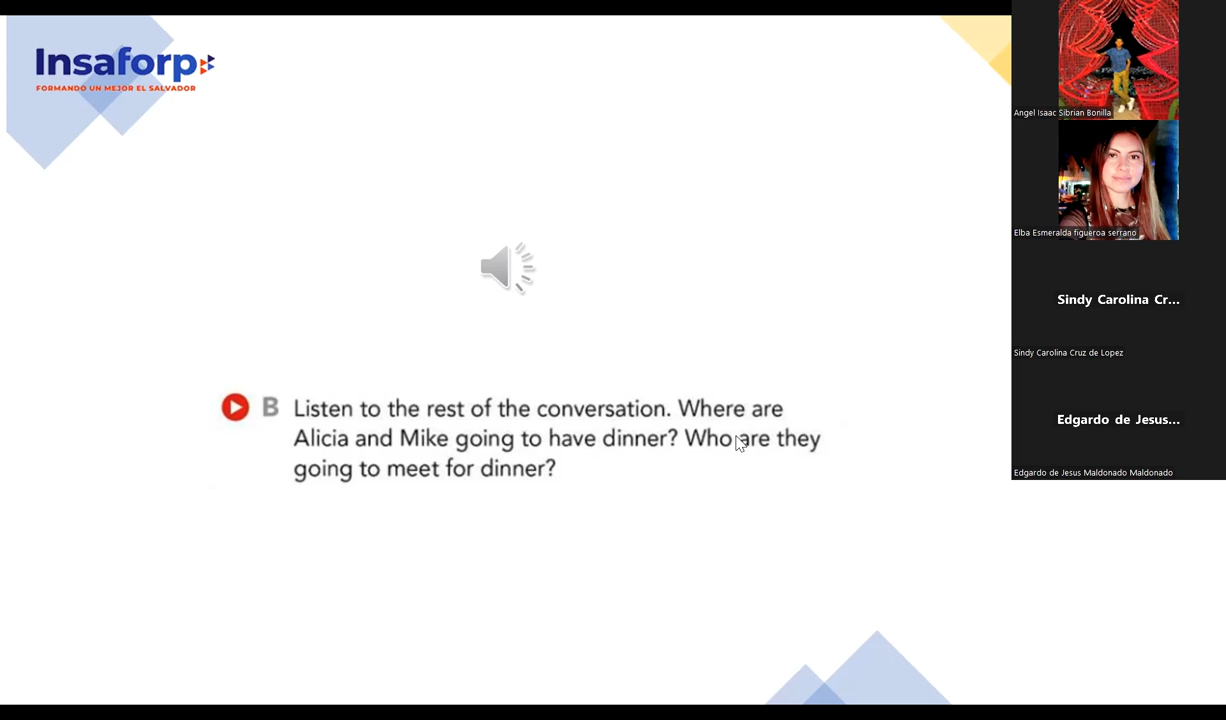 Insaforp
FORMANDO UN MEJOR EL SALVADOR
B Listen to the rest of the conversation. Where are
Alicia and Mike going to have dinner? Who are they
going to meet for dinner?
Angel Isaac Sibrian Bonilla
Elba Esmeralda figueroa serrano
Sindy Carolina Cr...
Sindy Carolina Cruz de Lopez
Edgardo de Jesus...
Edgardo de Jesus Maldonado Maldonado